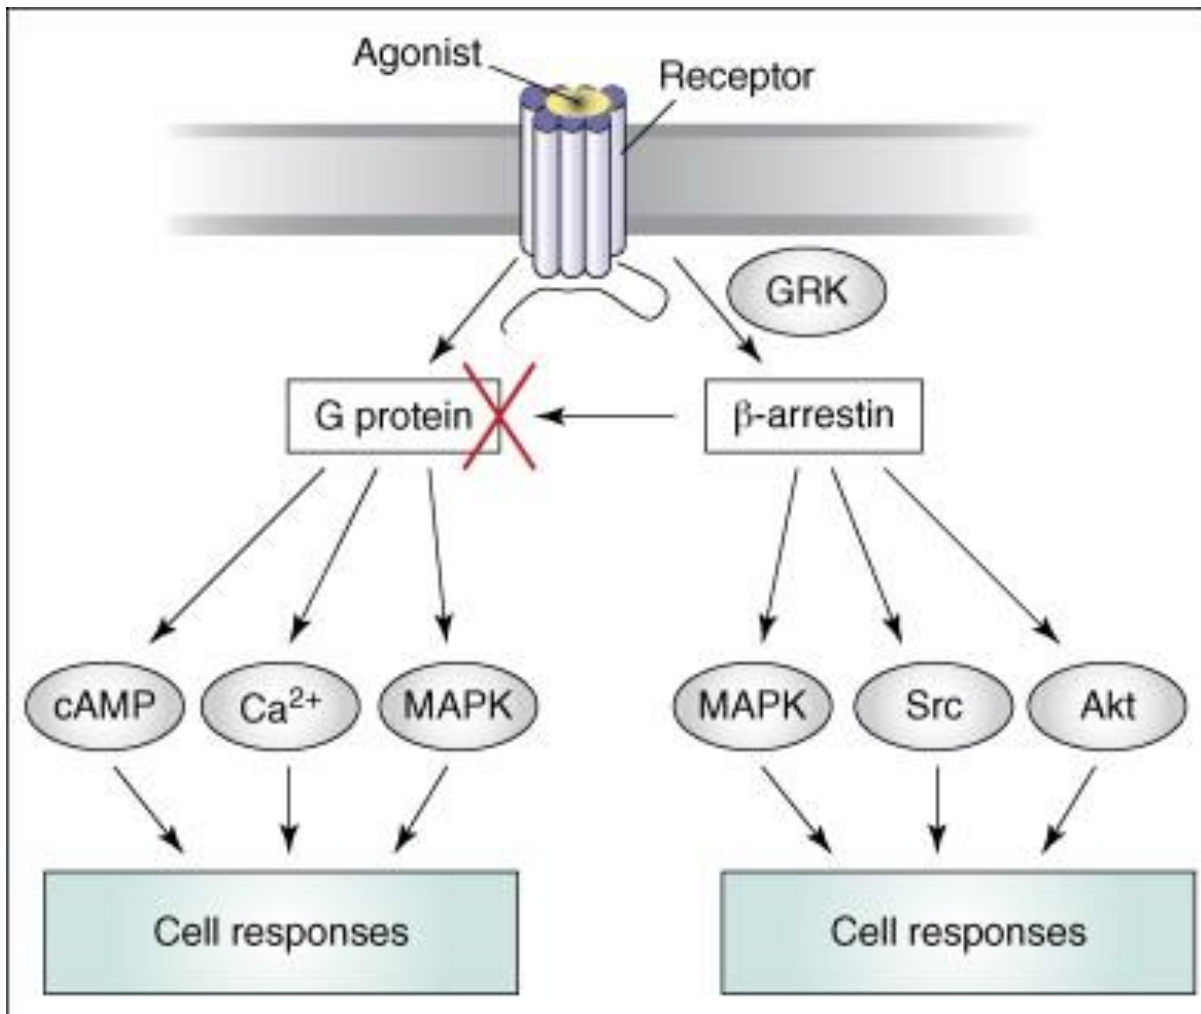 Agonist
Receptor
GRK
G protein
β-arrestin
cAMP
Ca²⁺
MAPK
MAPK
Src
Akt
Cell responses
Cell responses